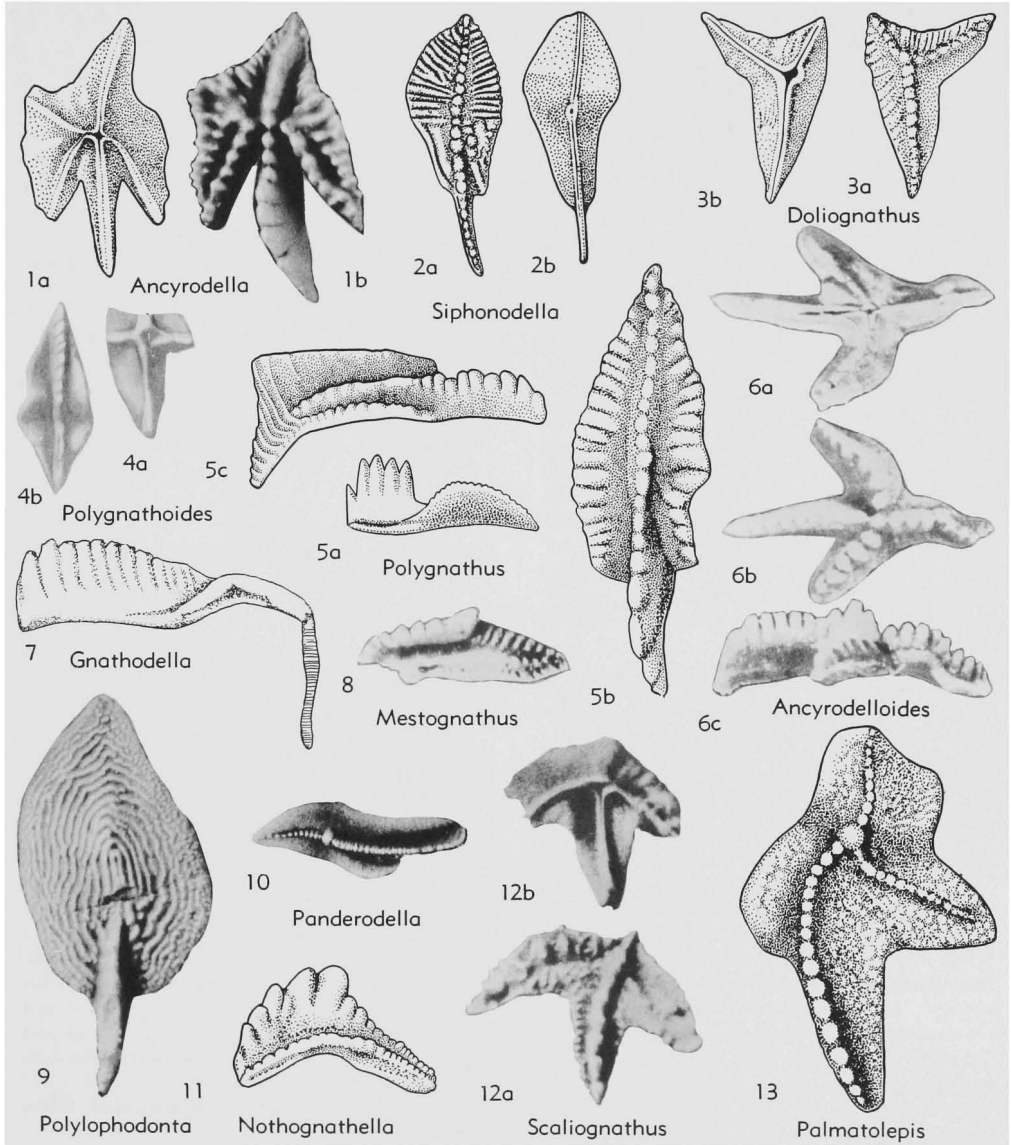 3b
3a
Doliognathus
1a
Ancyrodella
1b
2a
2b
Siphonodella
4b
4a
Polygnathoides
5c
5a
Polygnathus
5b
6a
6b
6c
Ancyrodelloides
7
Gnathodella
8
Mestognathus
9
Polylophodonta
10
Panderodella
11
Nothognathella
12b
12a
Scaliognathus
13
Palmatolepis